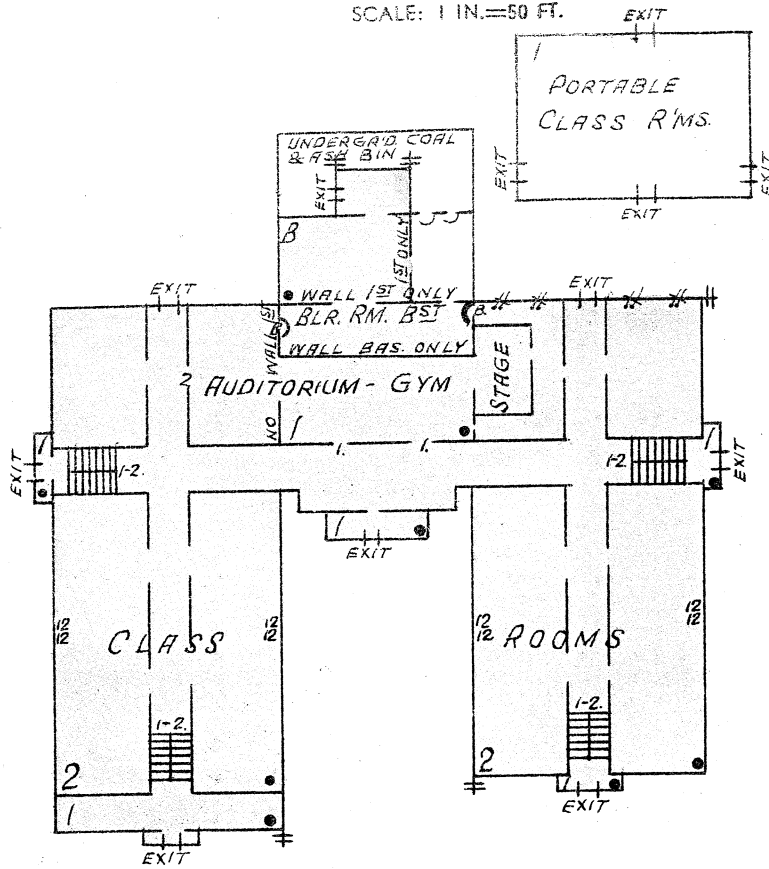 SCALE: 1 IN.=50 FT.
EXIT
1
PORTABLE
CLASS R'MS.
EXIT
EXIT
EXIT
UNDERGR'D. COAL
& ASH BIN
EXIT
B
1ST ONLY
EXIT
WALL 1ST ONLY
EXIT
WALL 1ST
B
BLR. RM. BST
B.
WALL BAS. ONLY
2
AUDITORIUM - GYM
STAGE
NO
1
1.
1.
1
EXIT
1-2.
1-2.
1
EXIT
1
EXIT
12
12
CLASS
12
12
12
12
ROOMS
12
12
1-2.
1-2.
2
2
1
1
EXIT
EXIT